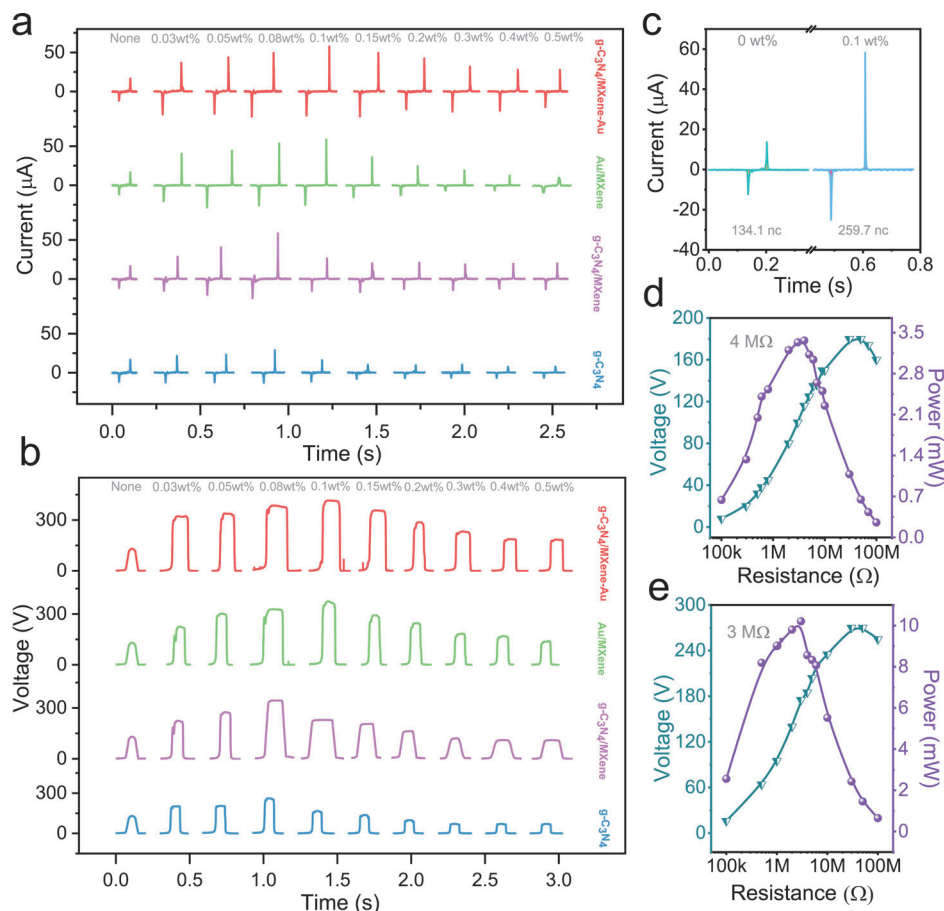 a
None 0.03wt% 0.05wt% 0.08wt% 0.1wt% 0.15wt% 0.2wt% 0.3wt% 0.4wt% 0.5wt%
50
0
50
0
50
0
50
0
Current (μA)
g-C3N4/MXene-Au
Au/MXene
g-C3N4/MXene
g-C3N4
0.0 0.5 1.0 1.5 2.0 2.5
Time (s)
b
None 0.03wt% 0.05wt% 0.08wt% 0.1wt% 0.15wt% 0.2wt% 0.3wt% 0.4wt% 0.5wt%
300
0
300
0
300
0
300
0
Voltage (V)
g-C3N4/MXene-Au
Au/MXene
g-C3N4/MXene
g-C3N4
0.0 0.5 1.0 1.5 2.0 2.5 3.0
Time (s)
c
0 wt% 0.1 wt%
60
40
20
0
-20
-40
Current (μA)
134.1 nc 259.7 nc
0.0 0.2 0.6 0.8
Time (s)
d
4 MΩ
200
160
120
80
40
0
Voltage (V)
3.5
2.8
2.1
1.4
0.7
0.0
Power (mW)
100k 1M 10M 100M
Resistance (Ω)
e
3 MΩ
300
240
180
120
60
0
Voltage (V)
10
8
6
4
2
0
Power (mW)
100k 1M 10M 100M
Resistance (Ω)